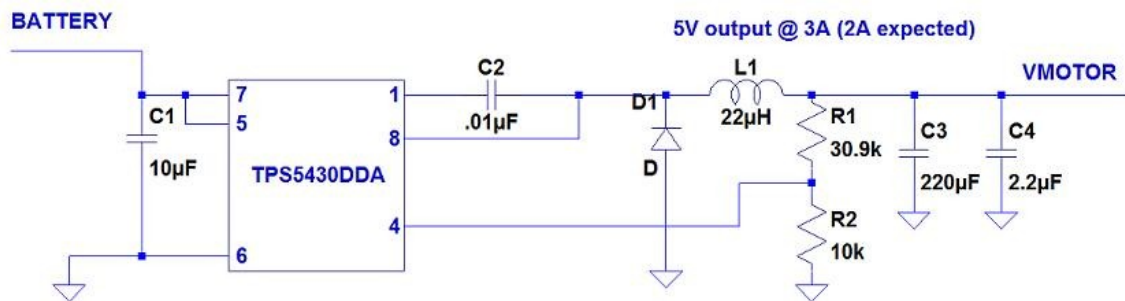 BATTERY
5V output @ 3A (2A expected)
C2
L1
VMOTOR
7
1
C1
5
.01µF
D1
22µH
R1
8
30.9k
C3
C4
10µF
TPS5430DDA
D
220µF
2.2µF
4
R2
6
10k